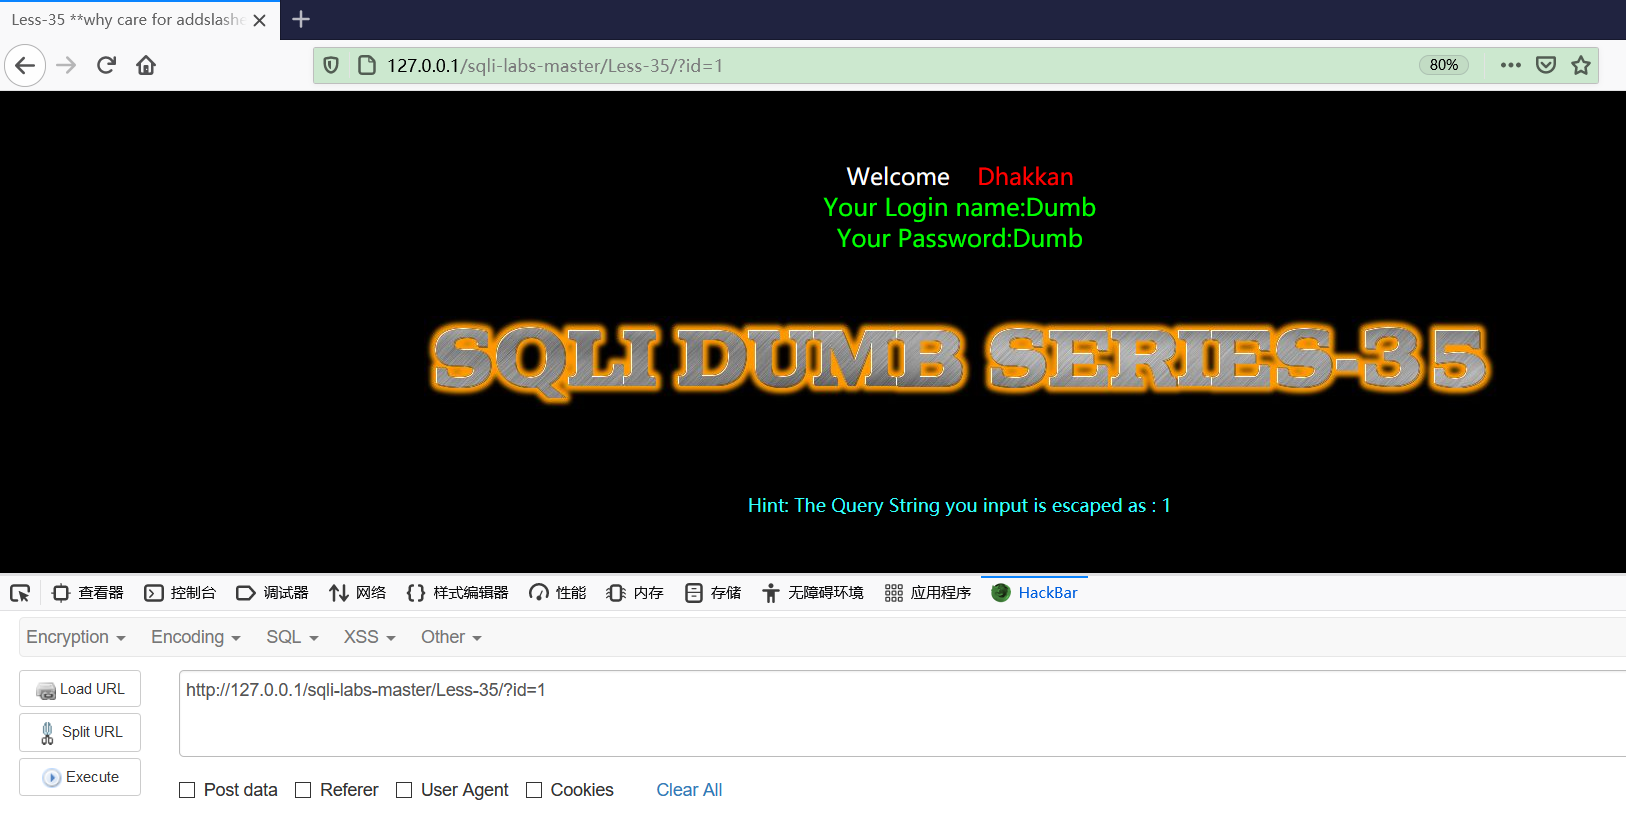 Less-35 **why care for addslashe
127.0.0.1/sqli-labs-master/Less-35/?id=1 80%
Welcome Dhakkan
Your Login name:Dumb
Your Password:Dumb
SQLI DUMB SERIES-35
Hint: The Query String you input is escaped as : 1
查看器 控制台 调试器 网络 样式编辑器 性能 内存 存储 无障碍环境 应用程序 HackBar
Encryption Encoding SQL XSS Other
Load URL
http://127.0.0.1/sqli-labs-master/Less-35/?id=1
Split URL
Execute
Post data Referer User Agent Cookies Clear All